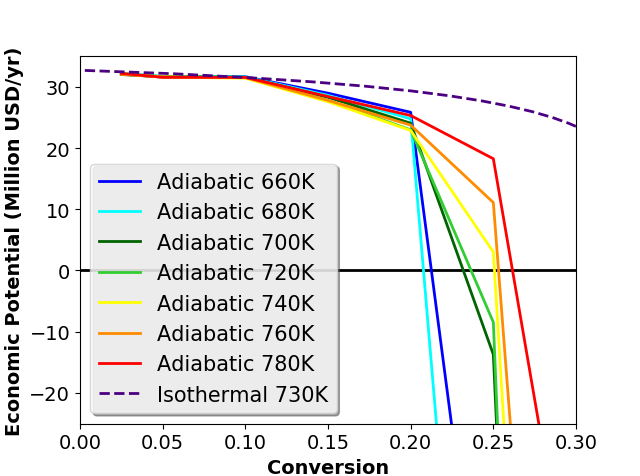 Economic Potential (Million USD/yr)
30
20
10
0
−10
−20
Adiabatic 660K
Adiabatic 680K
Adiabatic 700K
Adiabatic 720K
Adiabatic 740K
Adiabatic 760K
Adiabatic 780K
Isothermal 730K
0.00 0.05 0.10 0.15 0.20 0.25 0.30
Conversion